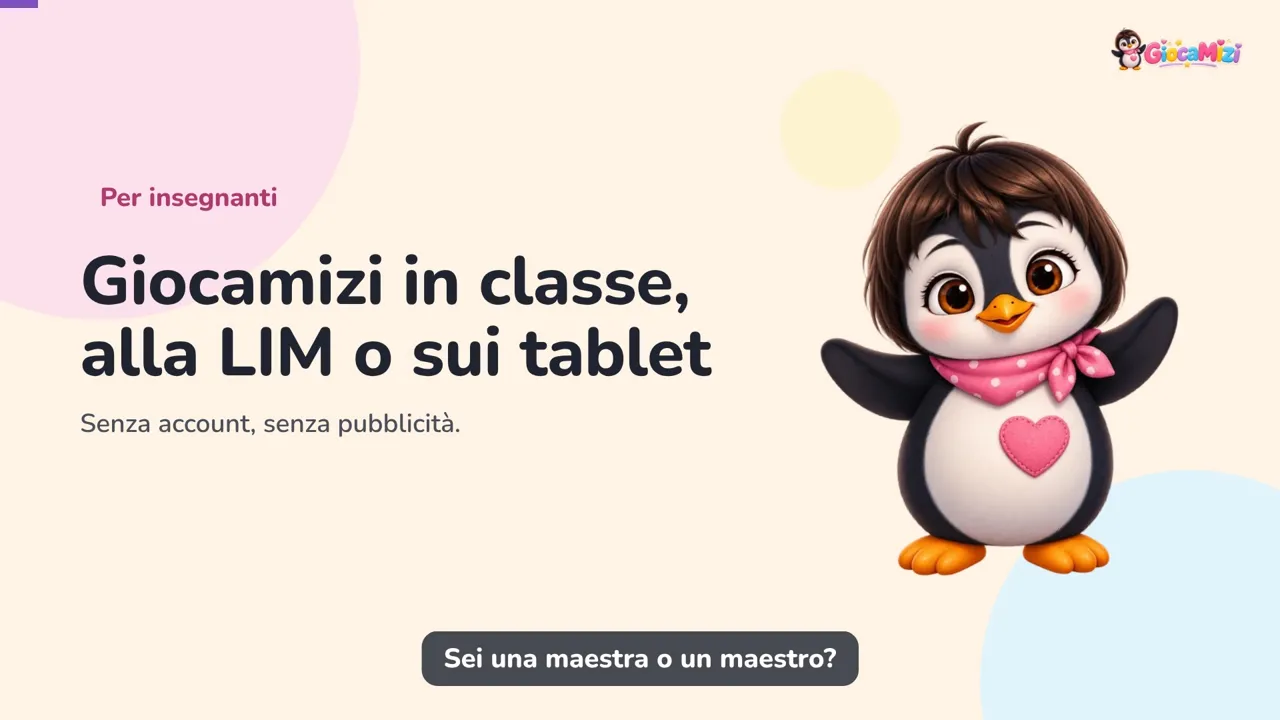 GiocaMizi
Per insegnanti
Giocamizi in classe,
alla LIM o sui tablet
Senza account, senza pubblicità.
Sei una maestra o un maestro?